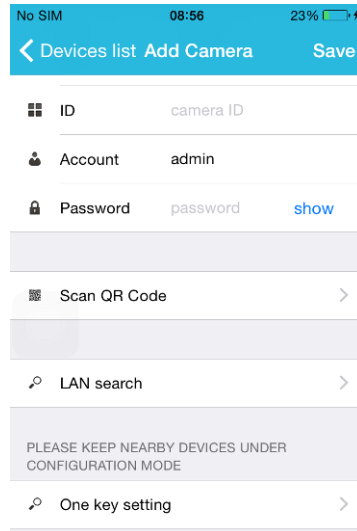 No SIM 08:56 23%
Devices list Add Camera Save
ID camera ID
Account admin
Password password show
Scan QR Code
LAN search
PLEASE KEEP NEARBY DEVICES UNDER
CONFIGURATION MODE
One key setting